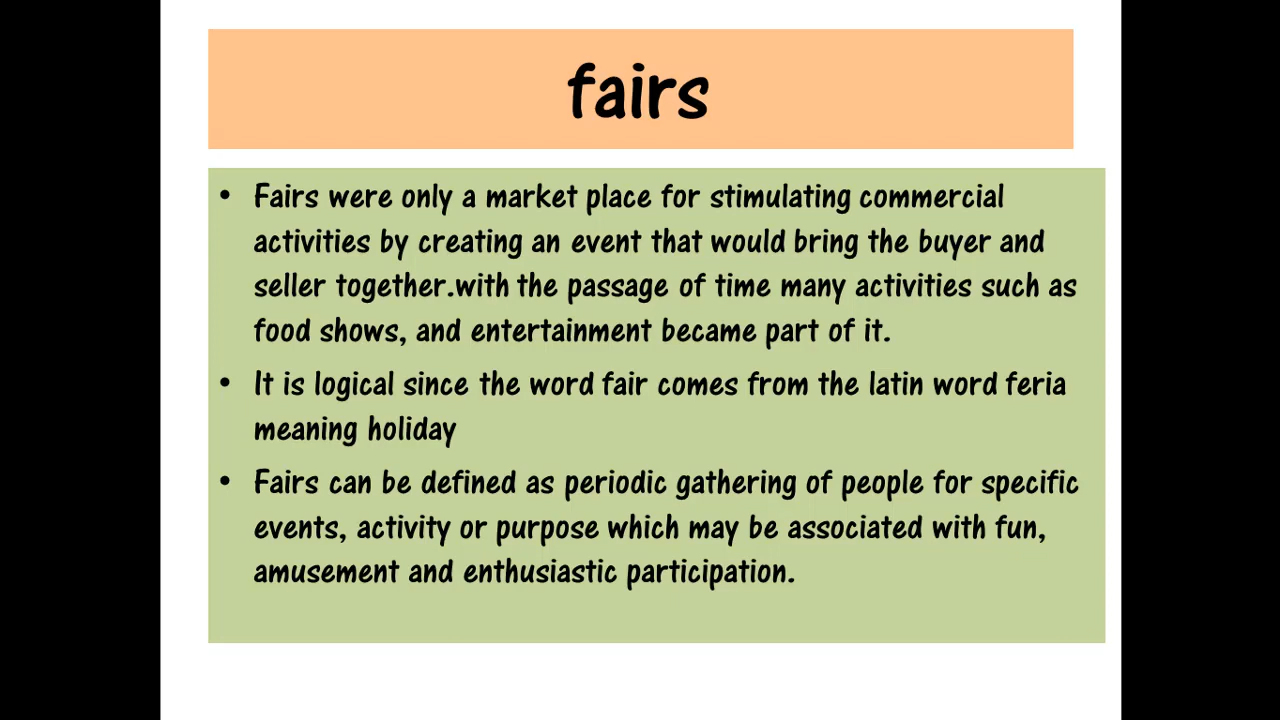 fairs
• Fairs were only a market place for stimulating commercial
activities by creating an event that would bring the buyer and
seller together.with the passage of time many activities such as
food shows, and entertainment became part of it.
• It is logical since the word fair comes from the latin word feria
meaning holiday
• Fairs can be defined as periodic gathering of people for specific
events, activity or purpose which may be associated with fun,
amusement and enthusiastic participation.